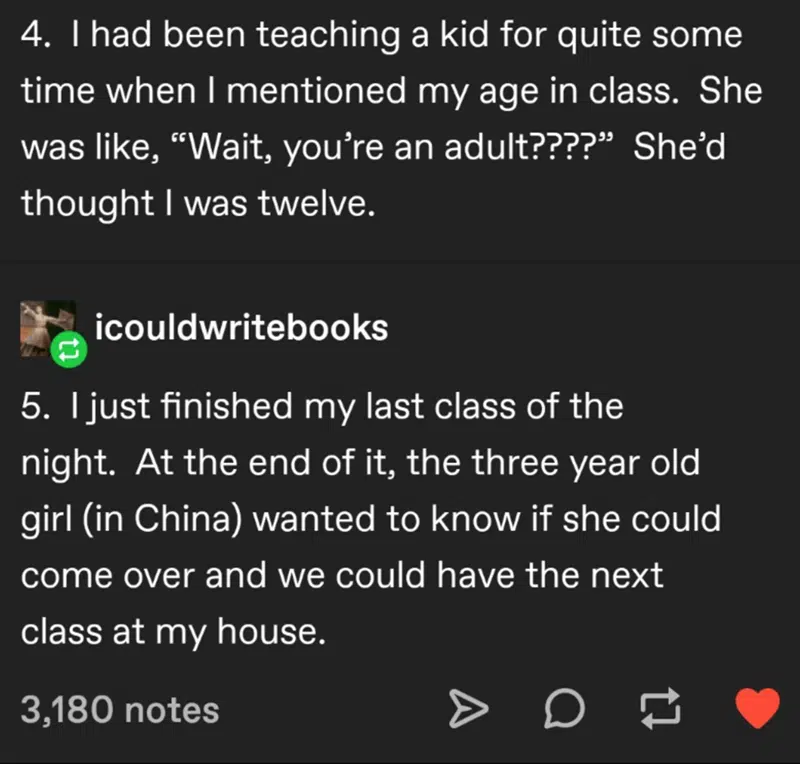 4.  I had been teaching a kid for quite some
time when I mentioned my age in class.  She
was like, “Wait, you’re an adult????”  She’d
thought I was twelve.
icouldwritebooks
5.  I just finished my last class of the
night.  At the end of it, the three year old
girl (in China) wanted to know if she could
come over and we could have the next
class at my house.
3,180 notes